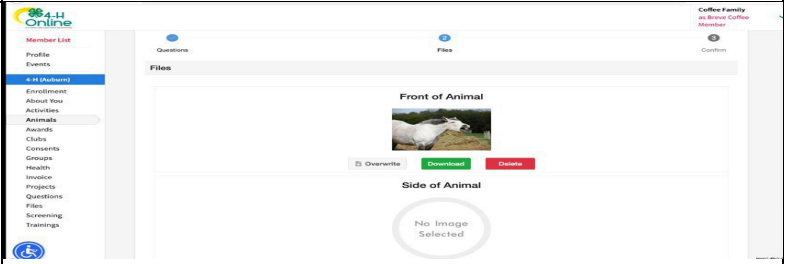 4-H
Online
Coffee Family
as Breve Coffee
Member
Member List
Profile
Events
4-H (Auburn)
Enrollment
About You
Activities
Animals
Awards
Clubs
Consents
Groups
Health
Invoice
Projects
Questions
Files
Screening
Trainings
Questions
2
Files
3
Confirm
Files
Front of Animal
Overwrite
Download
Delete
Side of Animal
No Image
Selected